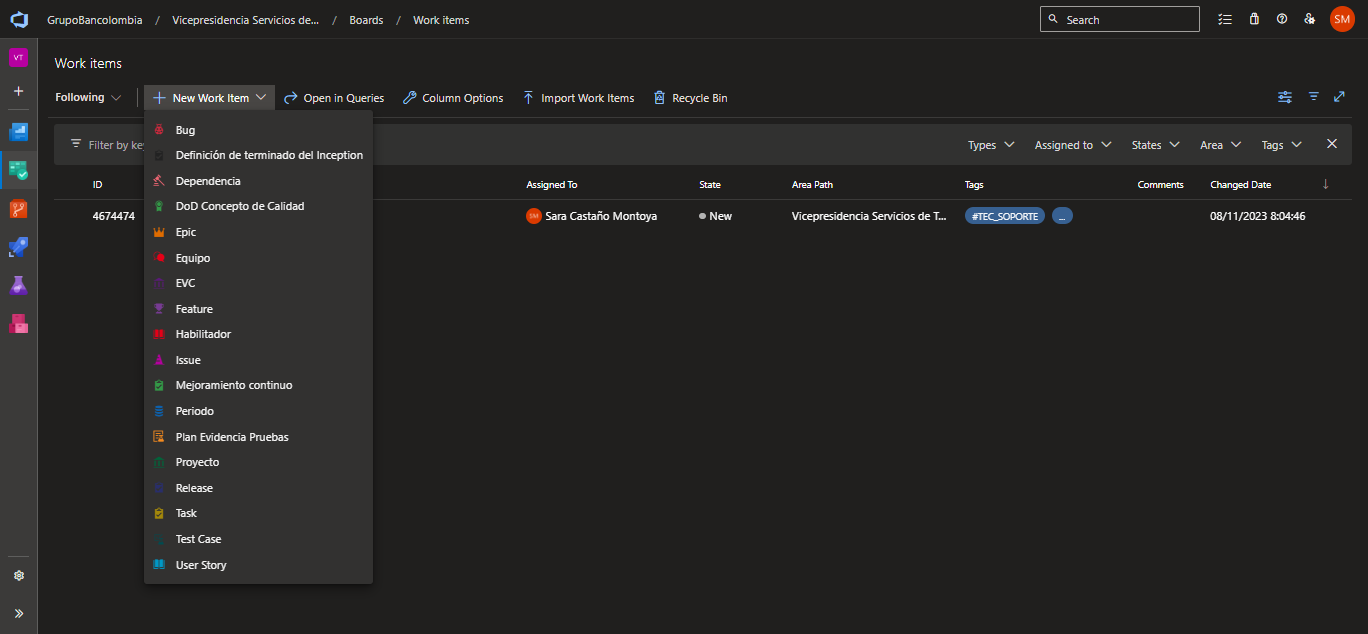 GrupoBancolombia / Vicepresidencia Servicios de... / Boards / Work items
Search
SM
VT
Work items
Following
New Work Item
Open in Queries
Column Options
Import Work Items
Recycle Bin
Filter by key
Types
Assigned to
States
Area
Tags
Bug
Definición de terminado del Inception
Dependencia
DoD Concepto de Calidad
Epic
Equipo
EVC
Feature
Habilitador
Issue
Mejoramiento continuo
Periodo
Plan Evidencia Pruebas
Proyecto
Release
Task
Test Case
User Story
ID
Assigned To
State
Area Path
Tags
Comments
Changed Date
4674474
SM Sara Castaño Montoya
New
Vicepresidencia Servicios de T...
#TEC_SOPORTE
...
08/11/2023 8:04:46